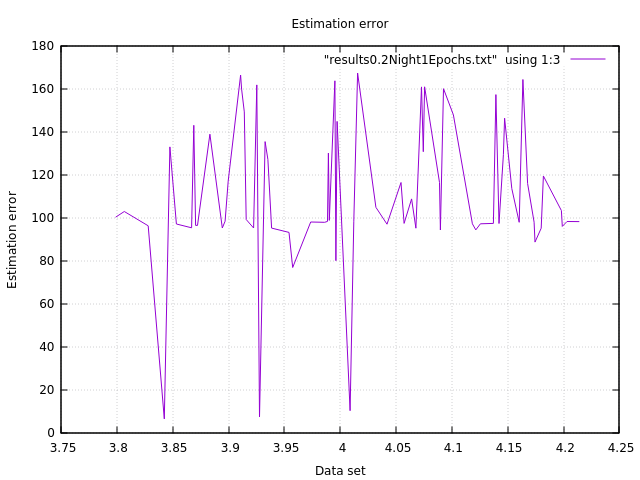 Estimation error
"results0.2Night1Epochs.txt"  using 1:3
Estimation error
180
160
140
120
100
80
60
40
20
0
3.75 3.8 3.85 3.9 3.95 4 4.05 4.1 4.15 4.2 4.25
Data set